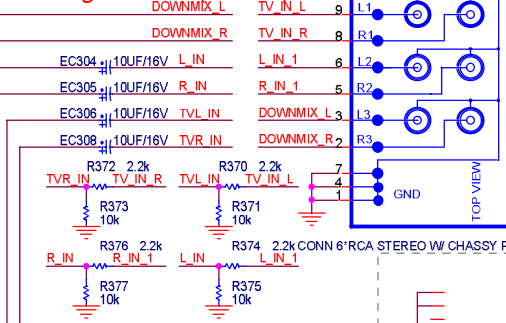 DOWNMIX_L TV_IN_L 9 L1
DOWNMIX_R TV_IN_R 8 R1
EC304 10UF/16V L_IN L_IN_1 6 L2
EC305 10UF/16V R_IN R_IN_1 5 R2
EC306 10UF/16V TVL_IN DOWNMIX_L 3 L3
EC308 10UF/16V TVR_IN DOWNMIX_R 2 R3
R372 2.2k R370 2.2k 7
TVR_IN TV_IN_R TVL_IN TV_IN_L 4
GND
1
R373 R371
10k 10k
TOP VIEW
R376 2.2k R374 2.2k CONN 6*RCA STEREO W/ CHASSY
R_IN R_IN_1 L_IN L_IN_1
R377 R375
10k 10k